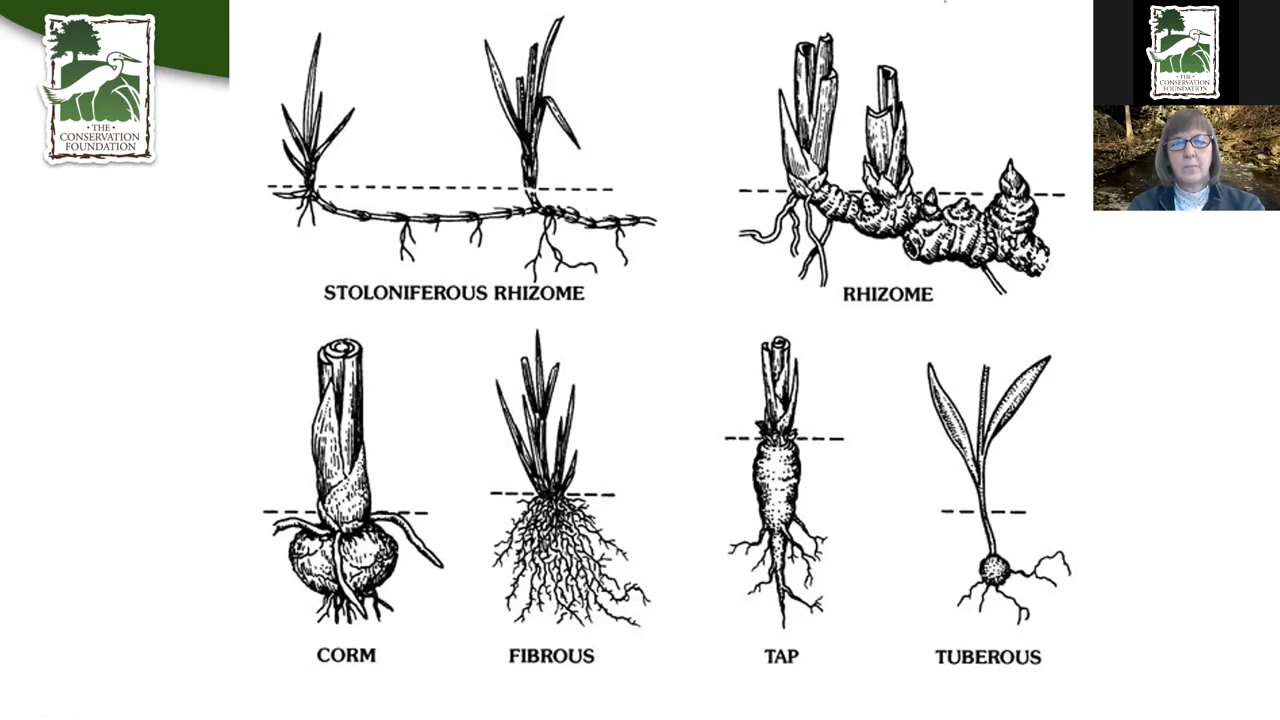 • THE •
CONSERVATION
FOUNDATION
STOLONIFEROUS RHIZOME
RHIZOME
CORM
FIBROUS
TAP
TUBEROUS
• THE •
CONSERVATION
FOUNDATION